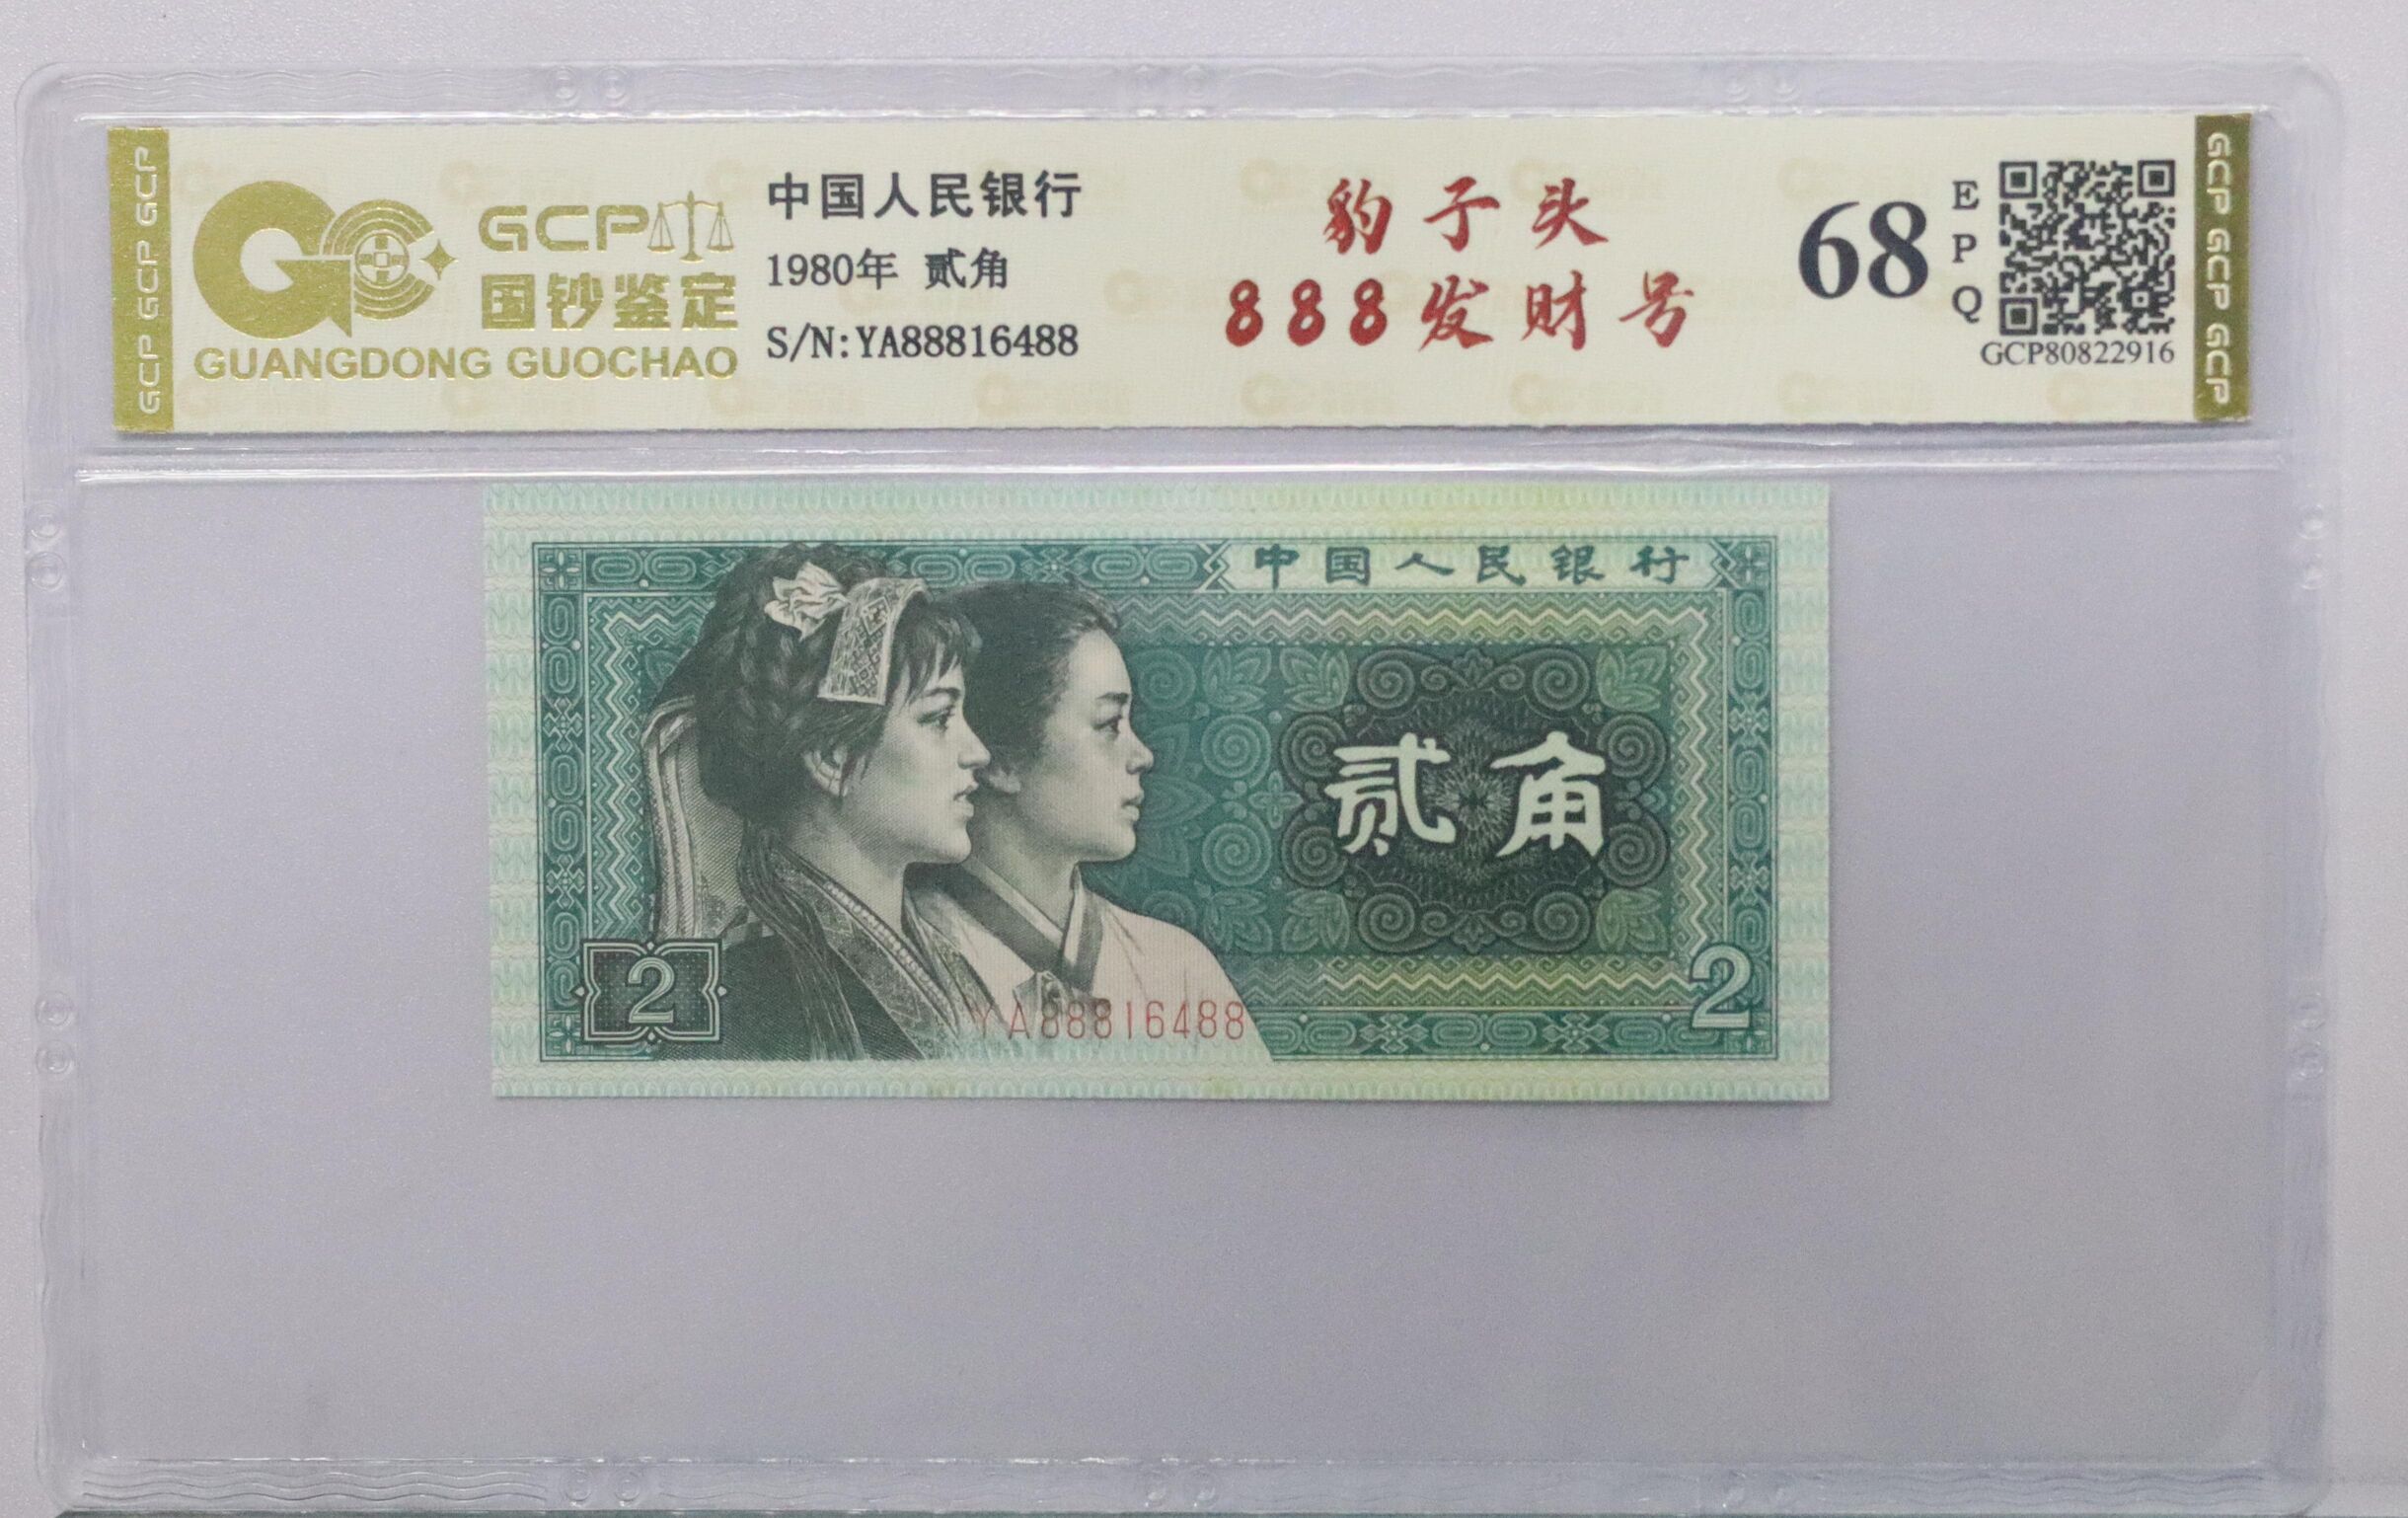 GCP GCP GCP
GCP
国钞鉴定
GUANGDONG GUOCHAO
中国人民银行
1980年 贰角
S/N:YA88816488
豹子头
888发财号
68
E
P
Q
GCP80822916
GCP GCP GCP
中国人民银行
贰角
2
YA88816488
2